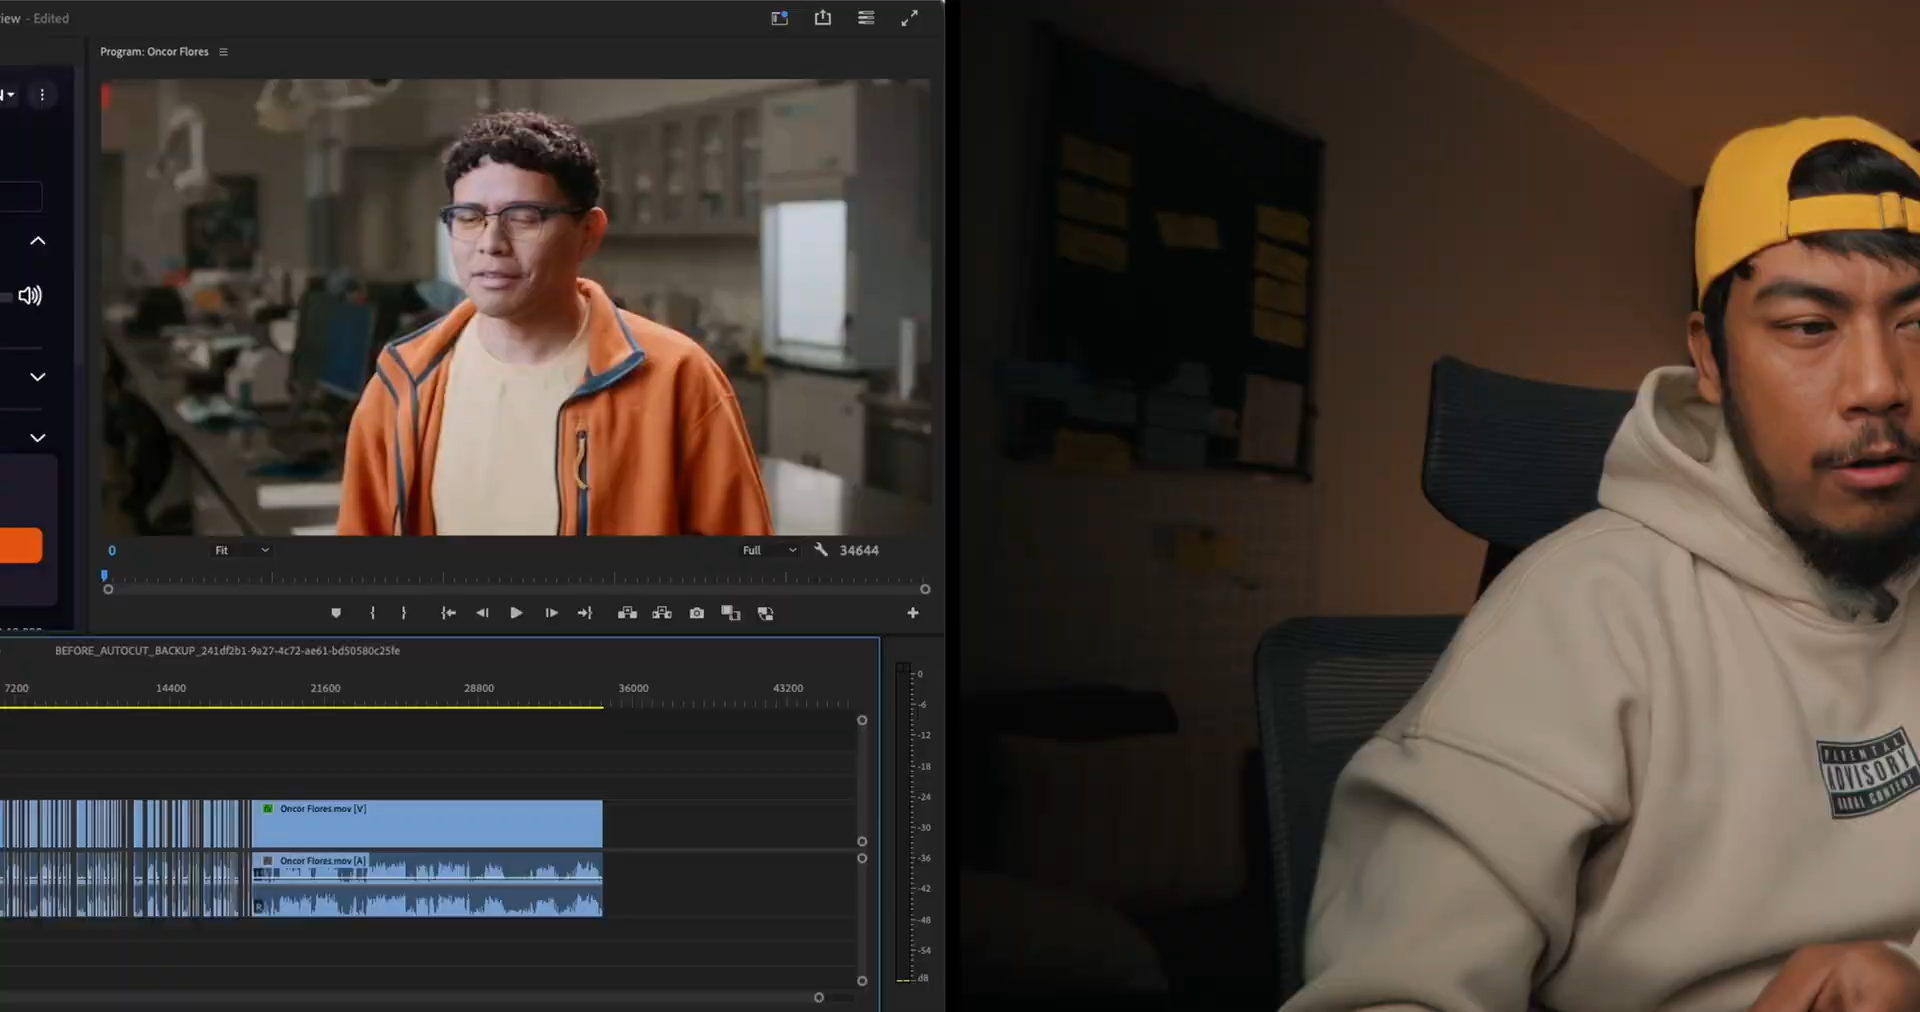 iew - Edited
Program: Oncor Flores
0
Fit
Full
34644
BEFORE_AUTOCUT_BACKUP_241df2b1-9a27-4c72-ae61-bd50580c25fe
7200 14400 21600 28800 36000 43200
Oncor Flores.mov [V]
Oncor Flores.mov [A]
R
0
-6
-12
-18
-24
-30
-36
-42
-48
-54
dB
PARENTAL
ADVISORY